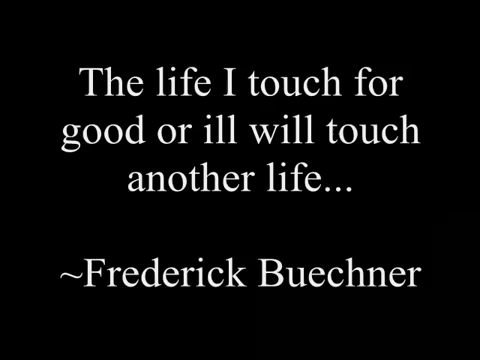 The life I touch for
good or ill will touch
another life...
~Frederick Buechner